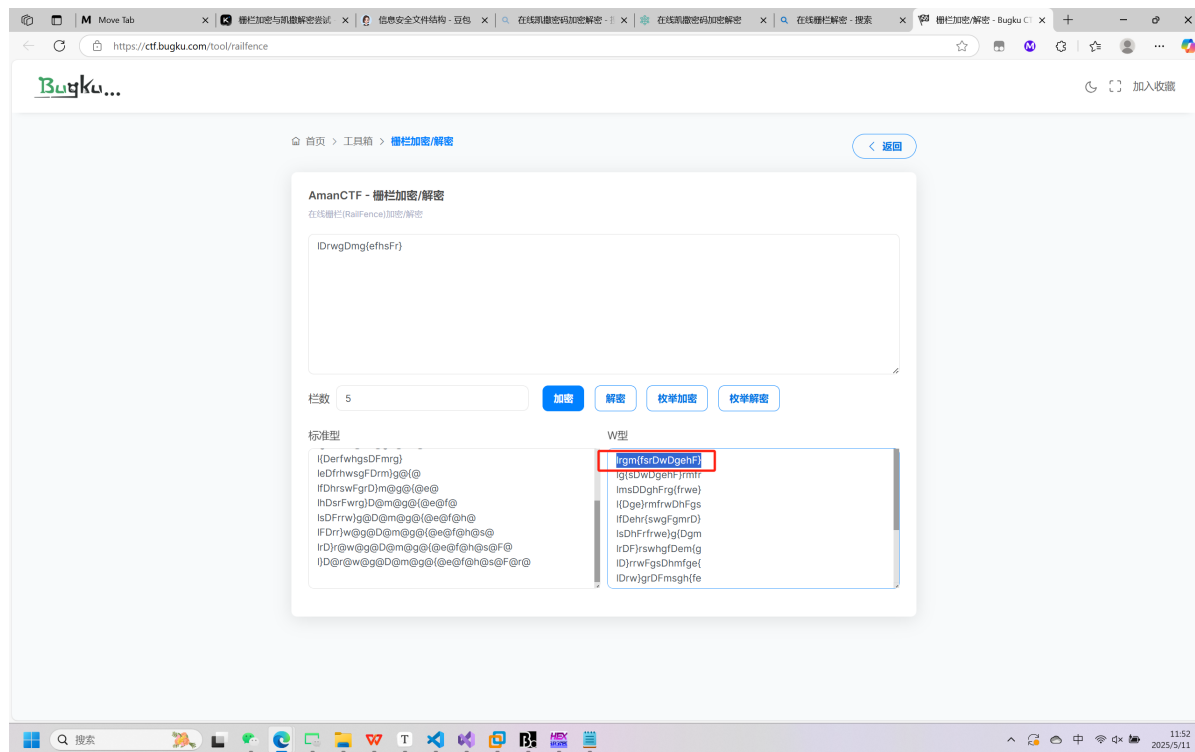 Move Tab
栅栏加密与凯撒解密尝试
信息安全文件结构 - 豆包
在线凯撒密码加密解密 -
在线凯撒密码加密解密
在线栅栏解密 - 搜索
栅栏加密/解密 - Bugku C
https://ctf.bugku.com/tool/railfence
Bugku...
加入收藏
首页 > 工具箱 > 栅栏加密/解密
返回
AmanCTF - 栅栏加密/解密
在线栅栏(RailFence)加密/解密
lDrwgDmg{efhsFr}
栏数 5 加密 解密 枚举加密 枚举解密
标准型 W型
l{DerfwhgsDFmrg}
leDfrhwsgFDrm}g@{@
lfDhrswFgrD}m@g@{@e@
lhDsrFwrg}D@m@g@{@e@f@
lsDFrrw}g@D@m@g@{@e@f@h@
lFDrr}w@g@D@m@g@{@e@f@h@s@
lrD}r@w@g@D@m@g@{@e@f@h@s@F@
l}D@r@w@g@D@m@g@{@e@f@h@s@F@r@
lrgm{fsrDwDgehF}
lg{sDwDgehF}rmfr
lmsDDghFrg{frwe}
l{Dge}rmfrwDhFgs
lfDehr{swgFgmrD}
lsDhFrfrwe}g{Dgm
lrDF}rswhgfDem{g
lD}rrwFgsDhmfge{
lDrw}grDFmsgh{fe
搜索
中
11:52
2025/5/11